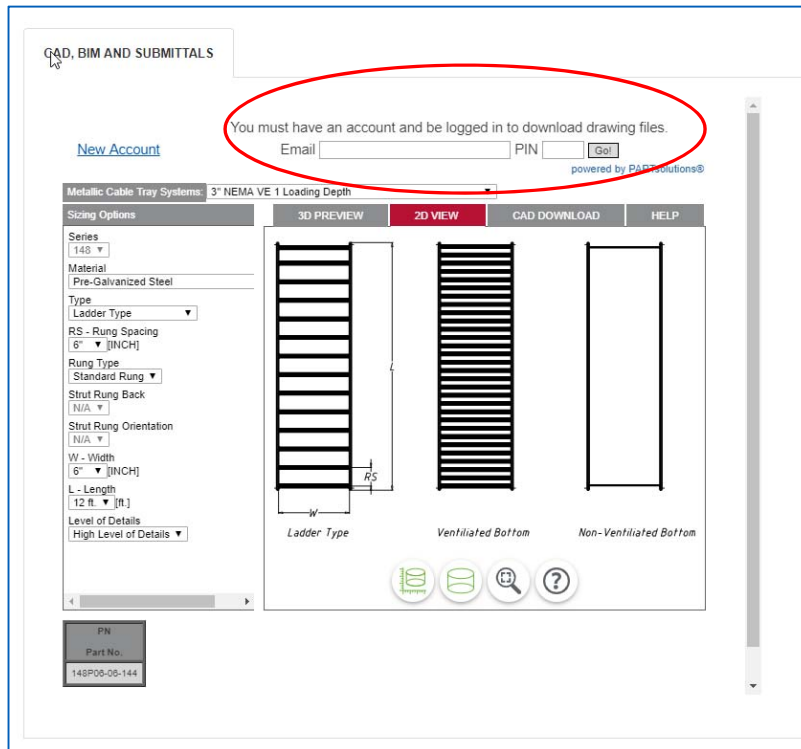 CAD, BIM AND SUBMITTALS
You must have an account and be logged in to download drawing files.
New Account
Email
PIN
Go!
powered by PARTsolutions®
Metallic Cable Tray Systems: 3" NEMA VE 1 Loading Depth
Sizing Options
3D PREVIEW
2D VIEW
CAD DOWNLOAD
HELP
Series
148
Material
Pre-Galvanized Steel
Type
Ladder Type
RS - Rung Spacing
6" [INCH]
Rung Type
Standard Rung
Strut Rung Back
N/A
Strut Rung Orientation
N/A
W - Width
6" [INCH]
L - Length
12 ft. [ft.]
Level of Details
High Level of Details
L
RS
W
Ladder Type
Ventiliated Bottom
Non-Ventiliated Bottom
?
PN
Part No.
148P06-06-144